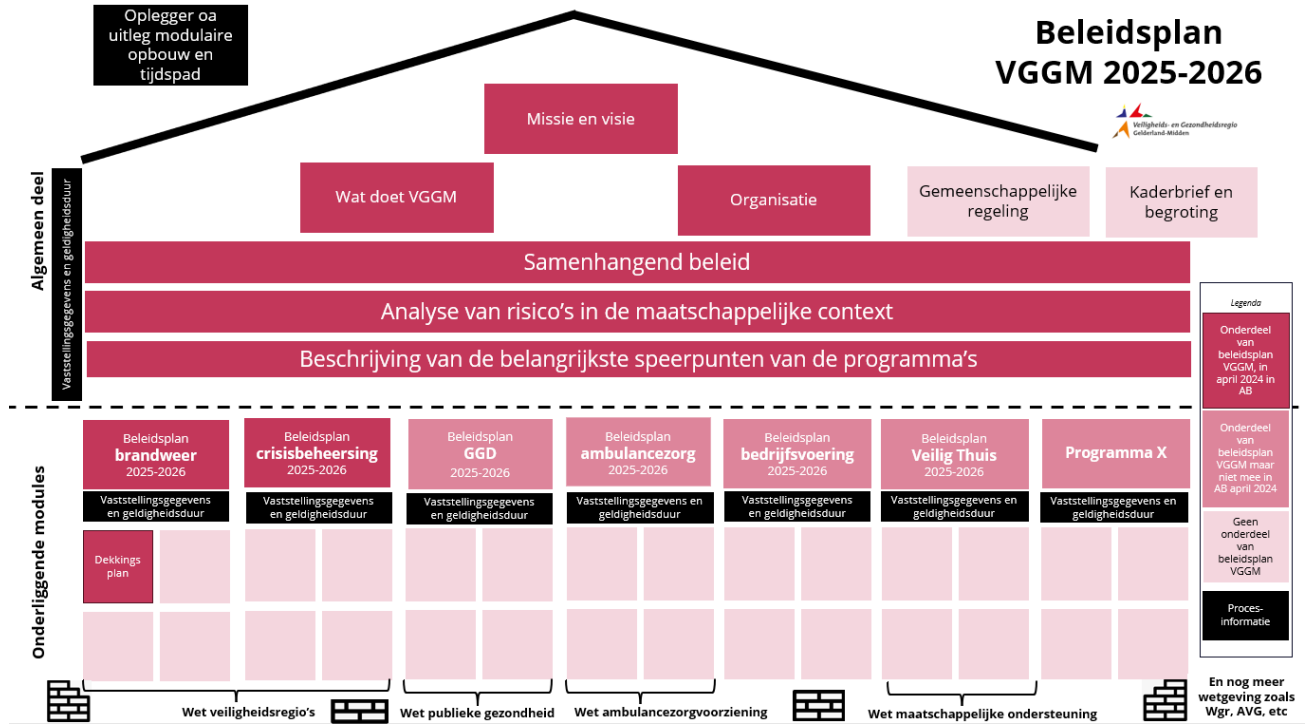 Oplegger oa
uitleg modulaire
opbouw en
tijdspad
Beleidsplan
VGGM 2025-2026
Veiligheids- en Gezondheidsregio
Gelderland-Midden
Missie en visie
Wat doet VGGM
Organisatie
Gemeenschappelijke
regeling
Kaderbrief en
begroting
Algemeen deel
Vaststellingsgegevens en geldigheidsduur
Samenhangend beleid
Analyse van risico's in de maatschappelijke context
Beschrijving van de belangrijkste speerpunten van de programma's
Legenda
Onderdeel
van
beleidsplan
VGGM, in
april 2024 in
AB
Onderdeel
van
beleidsplan
VGGM maar
niet mee in
AB april 2024
Geen
onderdeel
van
beleidsplan
VGGM
Proces-
informatie
Onderliggende modules
Beleidsplan
brandweer
2025-2026
Vaststellingsgegevens
en geldigheidsduur
Dekkings
plan
Beleidsplan
crisisbeheersing
2025-2026
Vaststellingsgegevens
en geldigheidsduur
Beleidsplan
GGD
2025-2026
Vaststellingsgegevens
en geldigheidsduur
Beleidsplan
ambulancezorg
2025-2026
Vaststellingsgegevens en
geldigheidsduur
Beleidsplan
bedrijfsvoering
2025-2026
Vaststellingsgegevens
en geldigheidsduur
Beleidsplan
Veilig Thuis
2025-2026
Vaststellingsgegevens en
geldigheidsduur
Programma X
Vaststellingsgegevens en
geldigheidsduur
Wet veiligheidsregio's
Wet publieke gezondheid
Wet ambulancezorgvoorziening
Wet maatschappelijke ondersteuning
En nog meer
wetgeving zoals
Wgr, AVG, etc